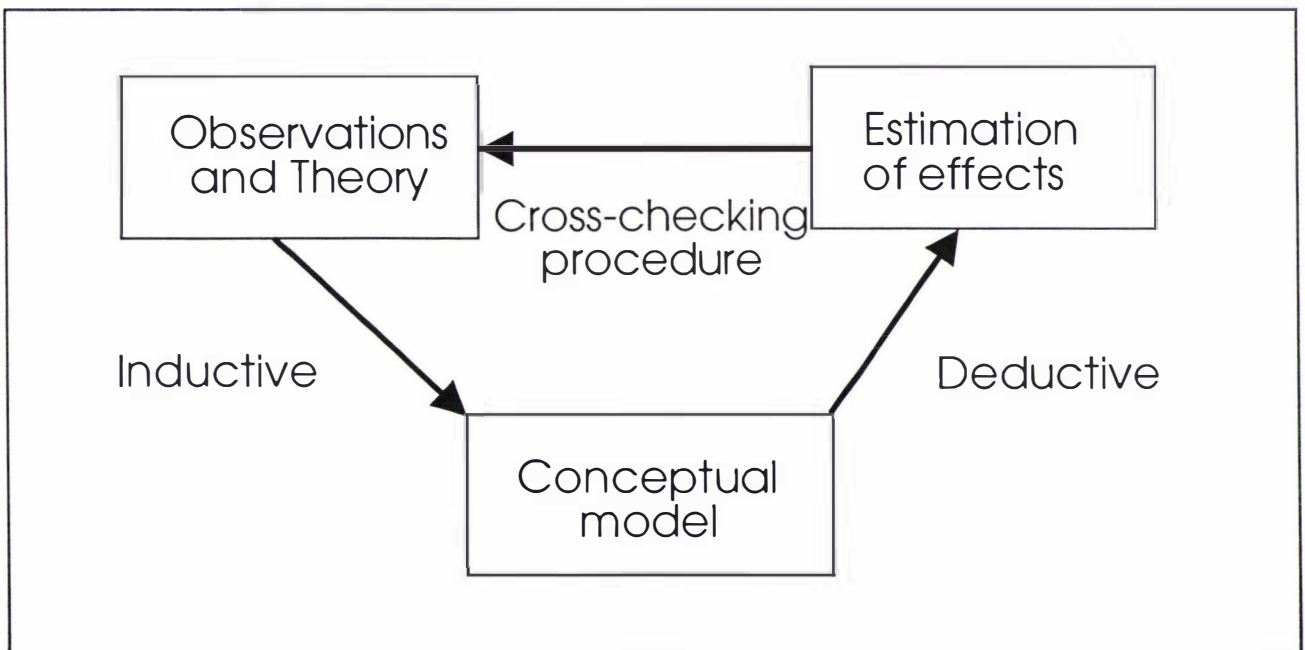 Observations
and Theory
Estimation
of effects
Cross-checking
procedure
Inductive
Deductive
Conceptual
model